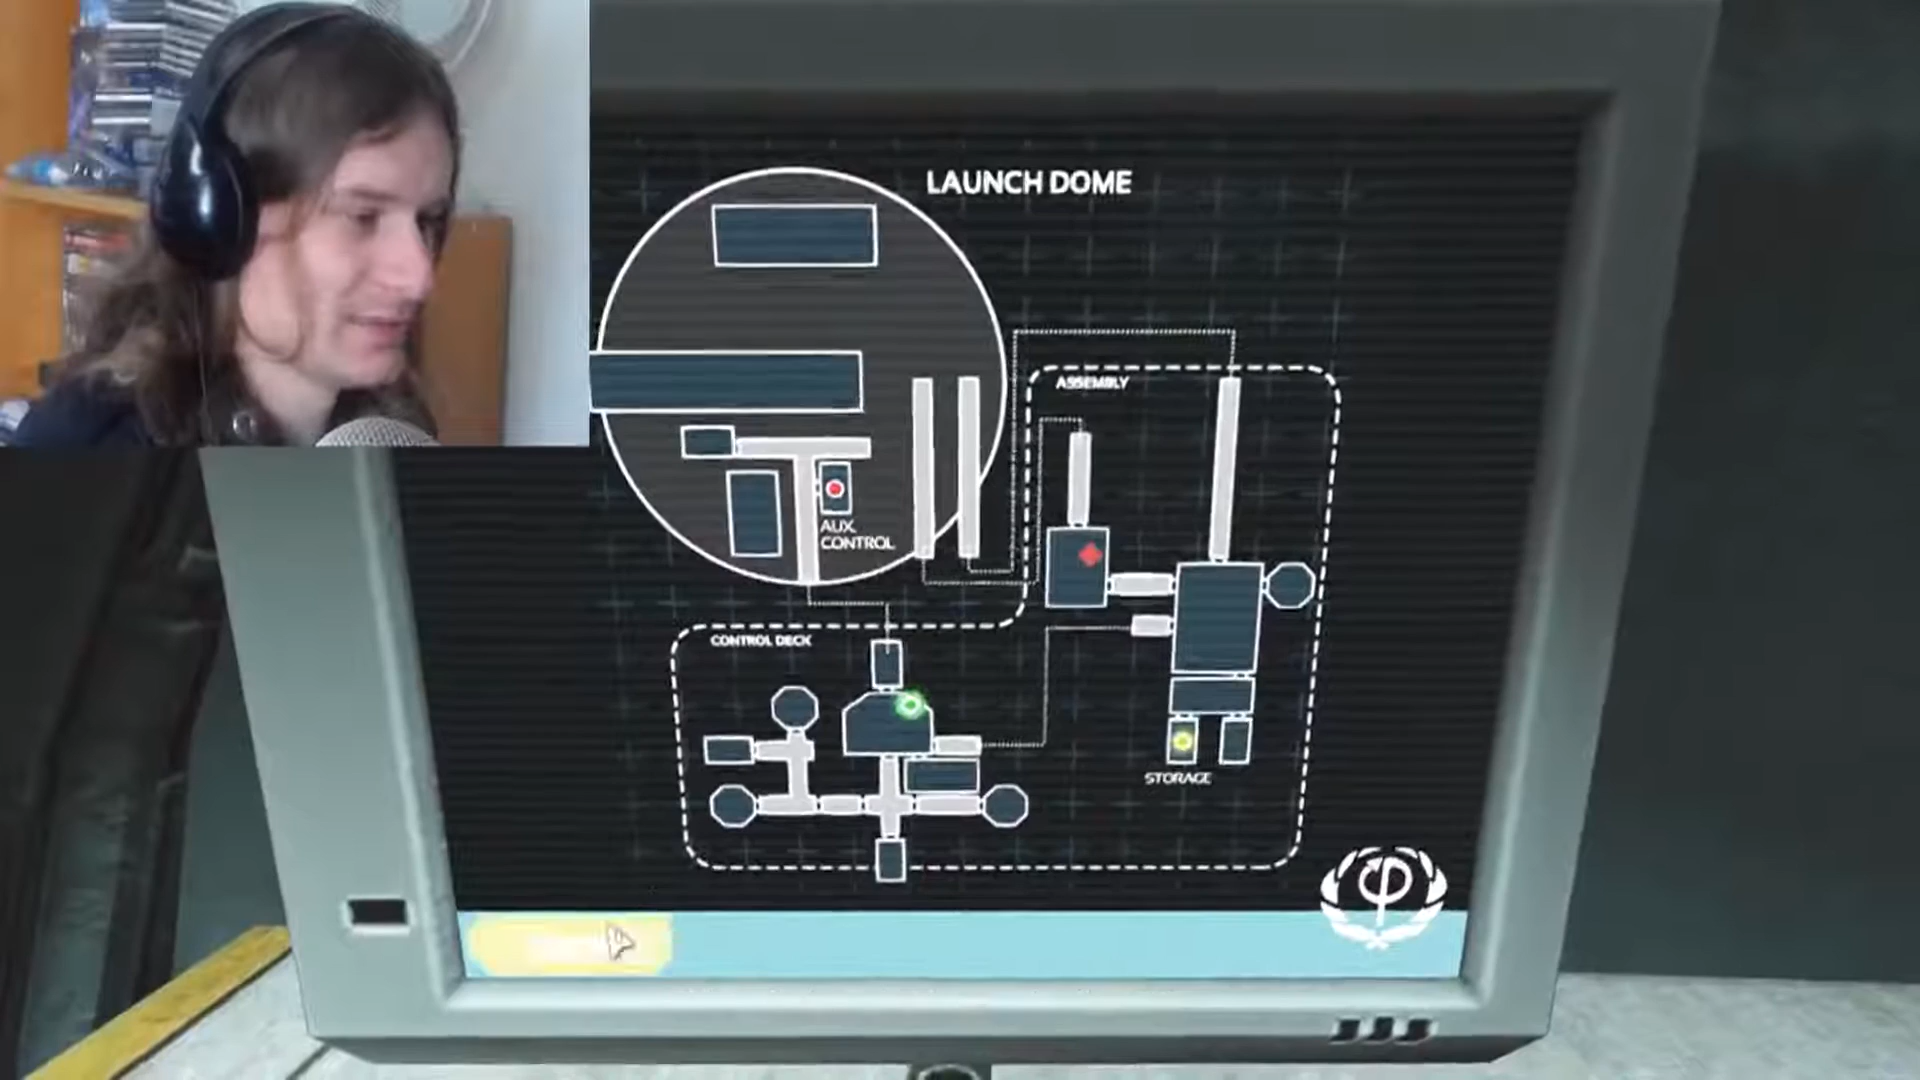 LAUNCH DOME
ASSEMBLY
AUX.
CONTROL
CONTROL DECK
STORAGE